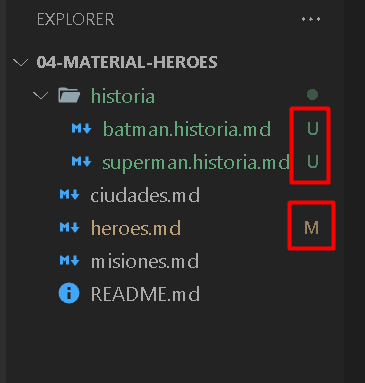 EXPLORER ...
04-MATERIAL-HEROES
historia
batman.historia.md U
superman.historia.md U
ciudades.md
heroes.md M
misiones.md
README.md